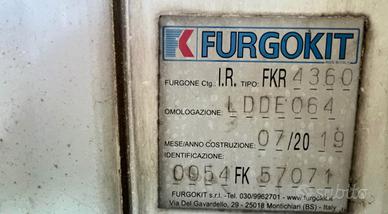 FURGOKIT
FURGONE Ctg: I.R. TIPO: FKR 4360
OMOLOGAZIONE: LDDE064
MESE/ANNO COSTRUZIONE: 07/2019
IDENTIFICAZIONE:
0054 FK 57071
FURGOKIT s.r.l. -Tel. 030/9962701 - www.furgokit.it
Via Del Gavardello, 29 - 25018 Montichiari (BS) - Italy
subito